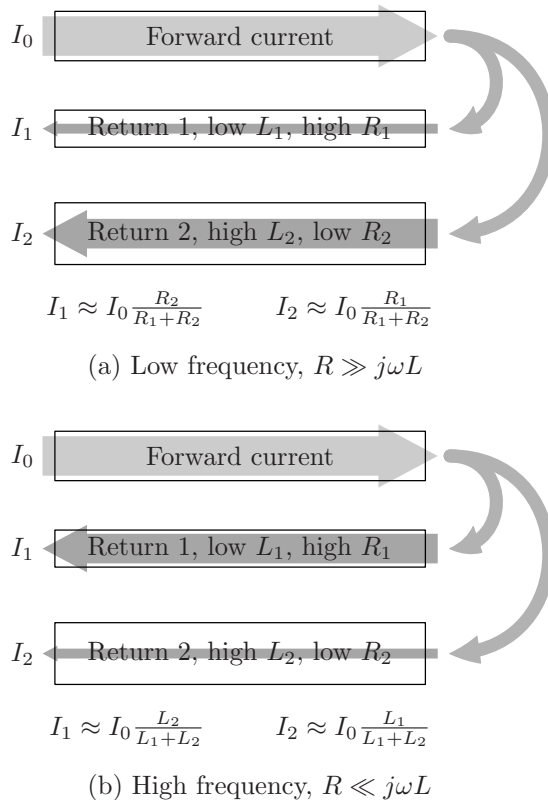 I₀ Forward current
I₁ Return 1, low L₁, high R₁
I₂ Return 2, high L₂, low R₂
I₁ ≈ I₀ R₂/(R₁+R₂) I₂ ≈ I₀ R₁/(R₁+R₂)
(a) Low frequency, R ≫ jωL
I₀ Forward current
I₁ Return 1, low L₁, high R₁
I₂ Return 2, high L₂, low R₂
I₁ ≈ I₀ L₂/(L₁+L₂) I₂ ≈ I₀ L₁/(L₁+L₂)
(b) High frequency, R ≪ jωL